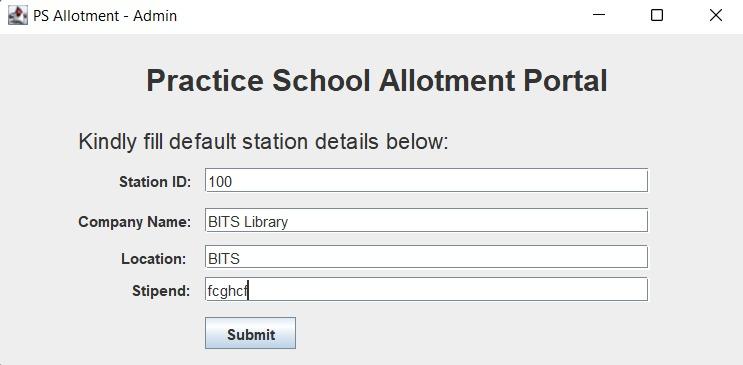 PS Allotment - Admin
Practice School Allotment Portal
Kindly fill default station details below:
Station ID: 100
Company Name: BITS Library
Location: BITS
Stipend: fcghcf
Submit